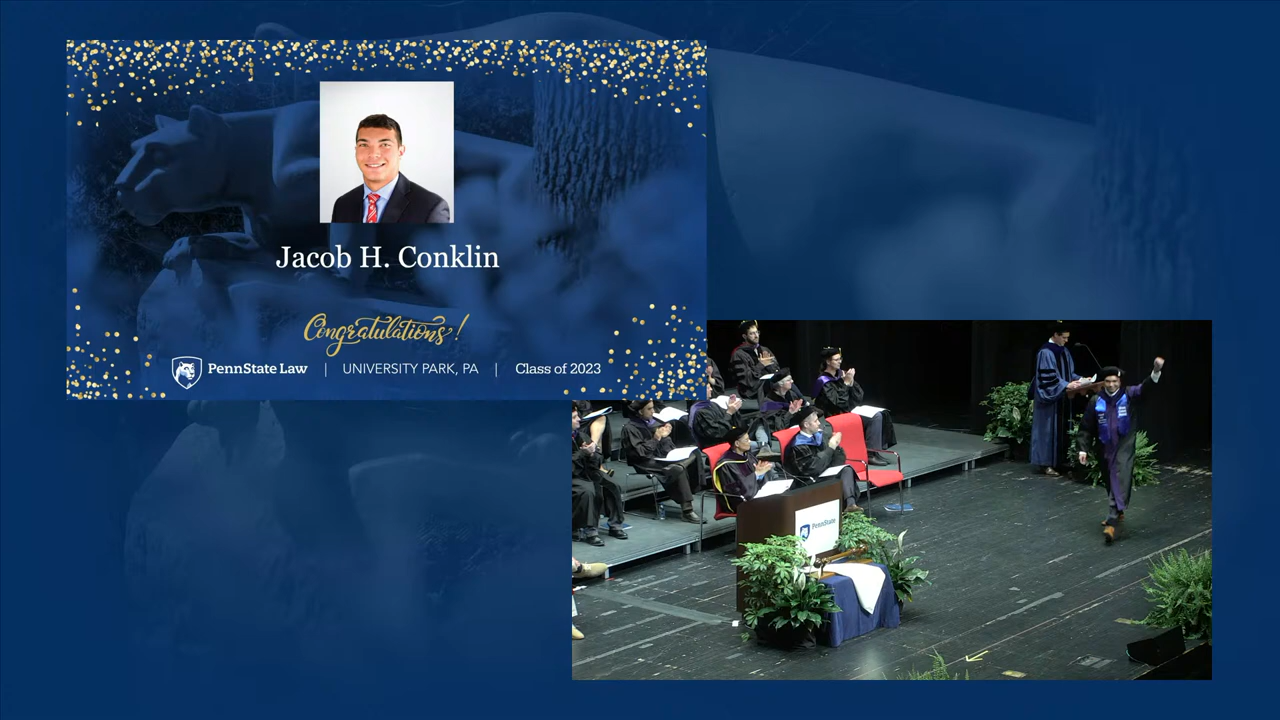 Jacob H. Conklin
Congratulations!
PennState Law | UNIVERSITY PARK, PA | Class of 2023
PennState